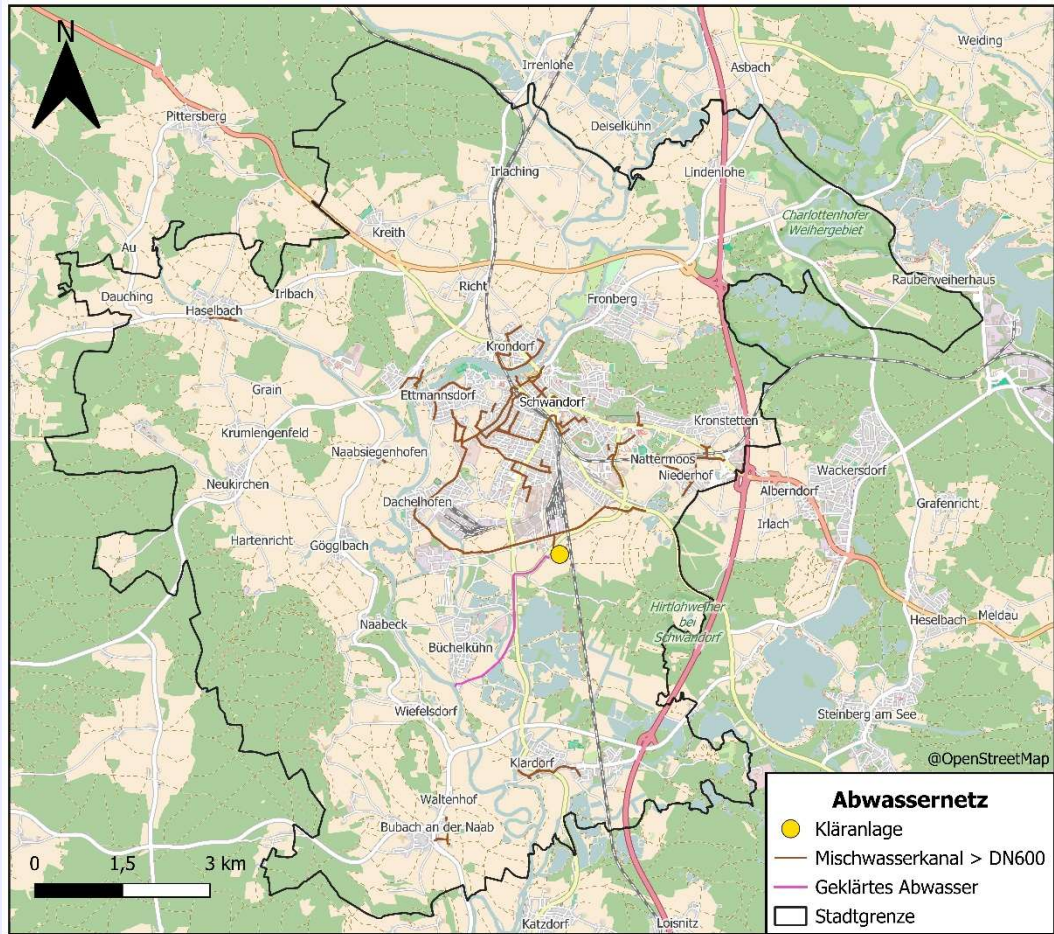 N
Irrenlohe
Weiding
Asbach
Pittersberg
Deiselkühn
Irlaching
Lindenlohe
Charlottenhofer
Weihergebiet
Kreith
Au
Rauberweiherhaus
Irlbach
Richt
Dauching
Fronberg
Haselbach
Krondorf
Grain
Ettmannsdorf
Schwandorf
Kronstetten
Krumlengenfeld
Naabsiegenhofen
Nattermoos
Niederhof
Wackersdorf
Neukirchen
Alberndorf
Dachelhofen
Grafenricht
Irlach
Hartenricht
Gögglbach
Hirtlohweiher
bei
Schwandorf
Meldau
Heselbach
Naabeck
Büchelkühn
Wiefelsdorf
Steinberg am See
@OpenStreetMap
Klardorf
Waltenhof
Bubach an der Naab
Katzdorf
Loisnitz
0 1,5 3 km
Abwassernetz
Kläranlage
Mischwasserkanal > DN600
Geklärtes Abwasser
Stadtgrenze